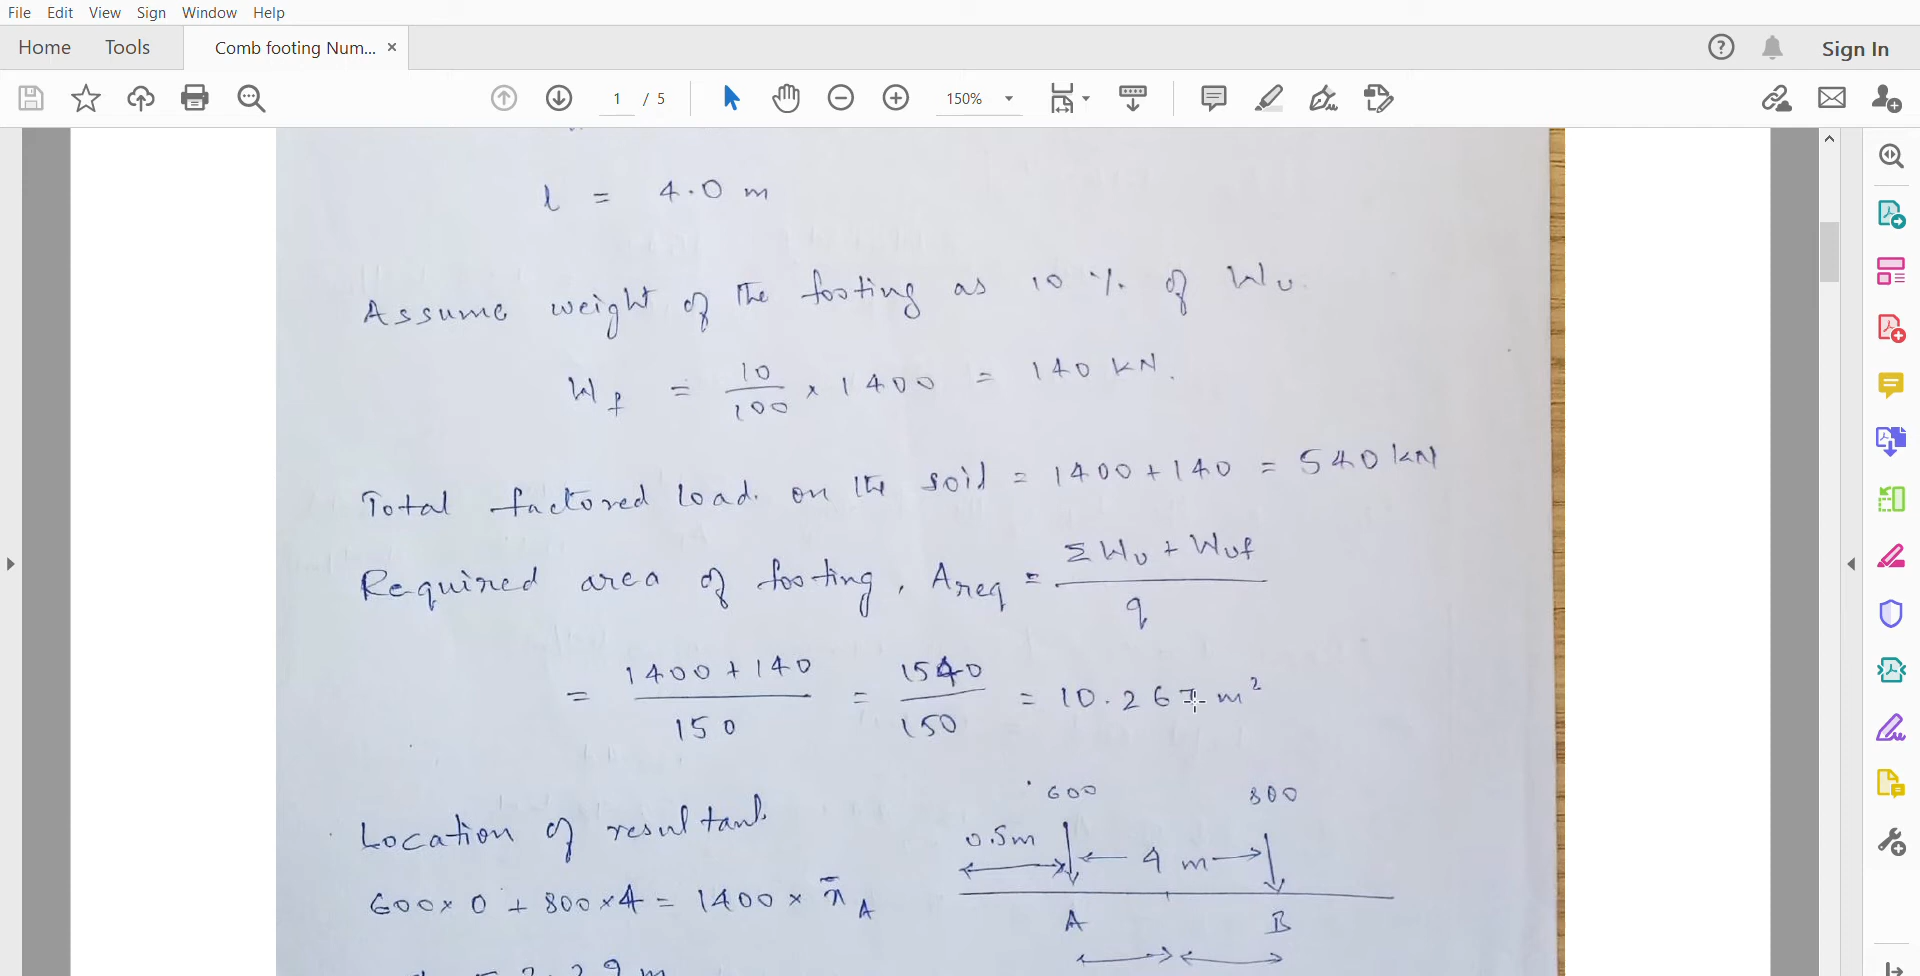 File Edit View Sign Window Help
Home Tools Comb footing Num... × ? Sign In
1 / 5 150%
l = 4.0 m
Assume weight of the footing as 10 % of Wu.
Wf = 10/100 × 1400 = 140 kN.
Total factored load. on the soil = 1400 + 140 = 540 kN
Required area of footing, Areq = ΣWu + Wuf / q
= 1400 + 140 / 150 = 1540 / 150 = 10.267 m²
600 800
Location of resultant
0.5m 4 m
600 × 0 + 800 × 4 = 1400 × x̄A
A B